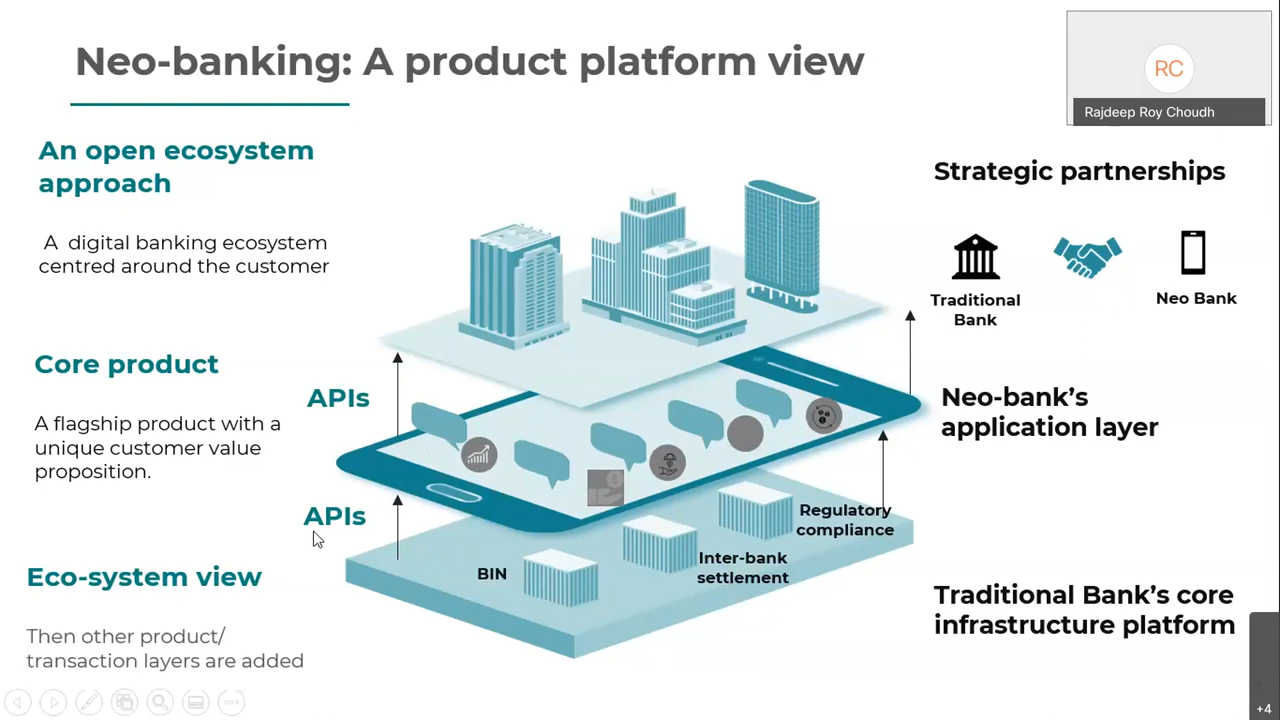 Neo-banking: A product platform view
RC
Rajdeep Roy Choudh
An open ecosystem
approach
A digital banking ecosystem
centred around the customer
Strategic partnerships
Traditional
Bank
Neo Bank
Core product
A flagship product with a
unique customer value
proposition.
APIs
Neo-bank’s
application layer
APIs
Regulatory
compliance
Inter-bank
settlement
BIN
Eco-system view
Then other product/
transaction layers are added
Traditional Bank’s core
infrastructure platform
+4